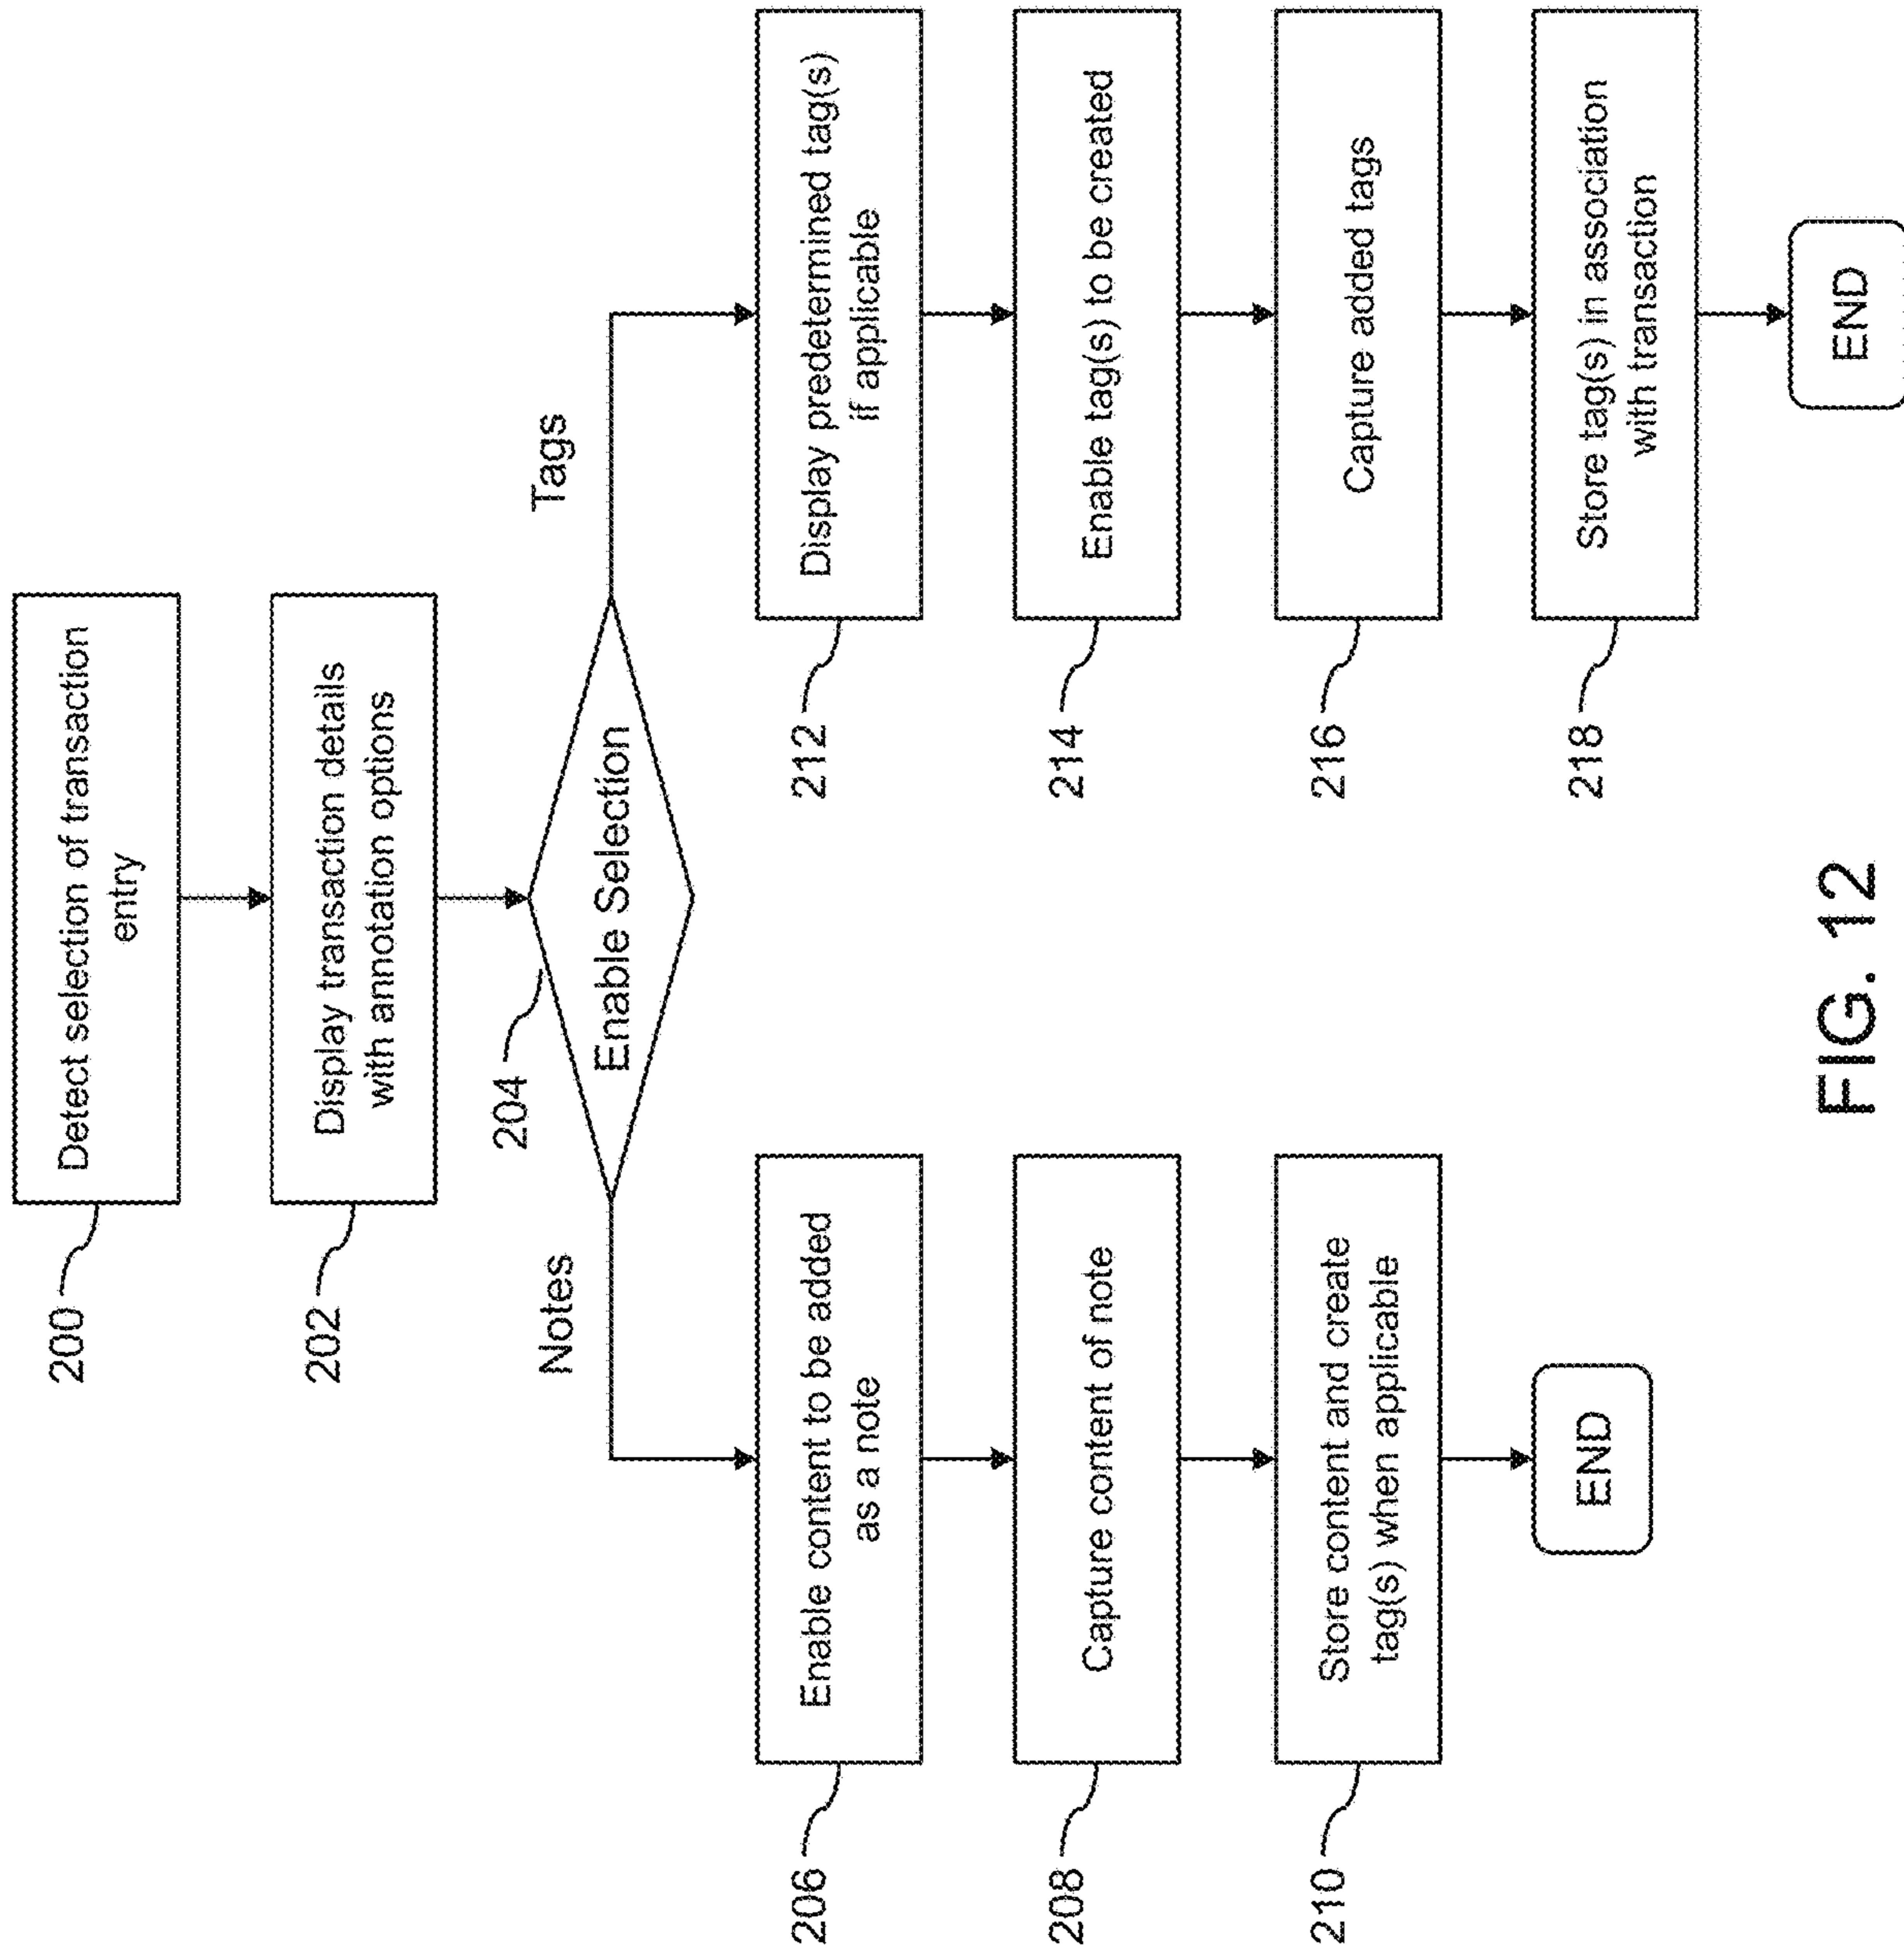 200
Detect selection of transaction
entry
202
Display transaction details
with annotation options
204
Enable Selection
Notes
Tags
206
Enable content to be added
as a note
208
Capture content of note
210
Store content and create
tag(s) when applicable
END
212
Display predetermined tag(s)
if applicable
214
Enable tag(s) to be created
216
Capture added tags
218
Store tag(s) in association
with transaction
END
FIG. 12